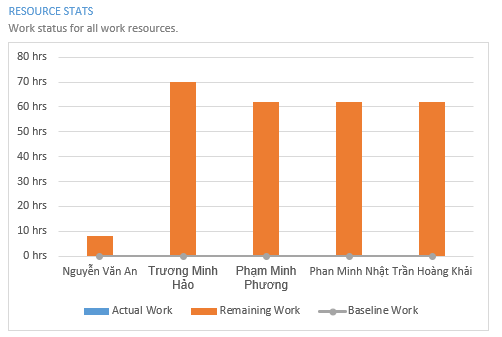 RESOURCE STATS
Work status for all work resources.
80 hrs
70 hrs
60 hrs
50 hrs
40 hrs
30 hrs
20 hrs
10 hrs
0 hrs
Nguyễn Văn An
Trương Minh
Hảo
Phạm Minh
Phương
Phan Minh Nhật
Trần Hoàng Khải
Actual Work
Remaining Work
Baseline Work